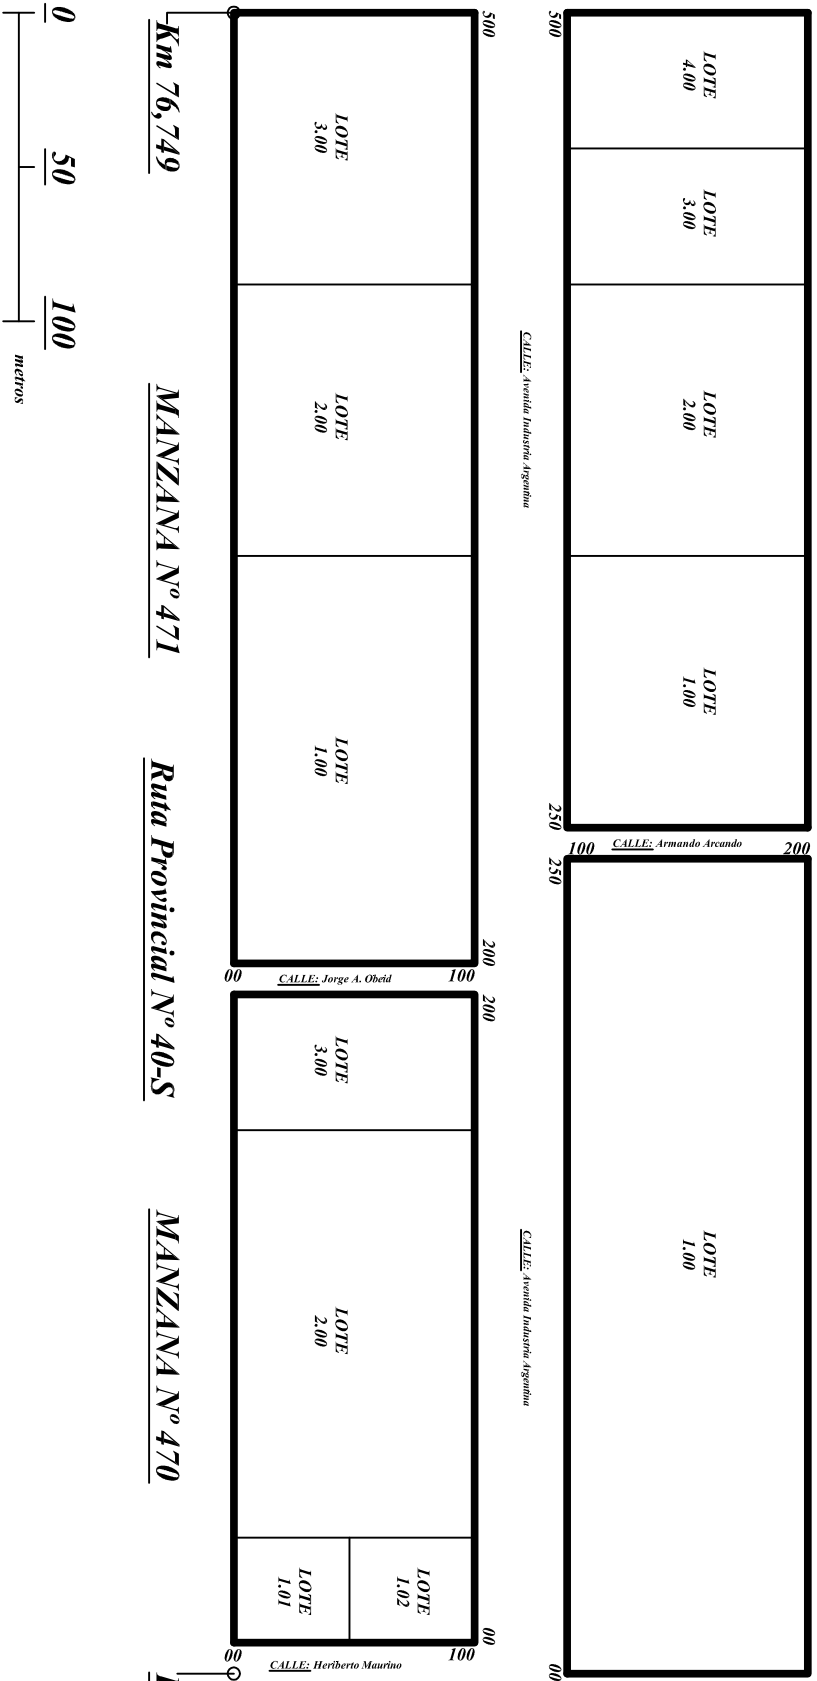 500
LOTE
4.00
LOTE
3.00
LOTE
2.00
LOTE
1.00
250
CALLE: Avenida Industria Argentina
100
CALLE: Armando Arcando
200
250
LOTE
1.00
00
CALLE: Avenida Industria Argentina
500
LOTE
3.00
LOTE
2.00
LOTE
1.00
200
00
CALLE: Jorge A. Obeid
100
200
LOTE
3.00
LOTE
2.00
LOTE
1.02
LOTE
1.01
00
00
CALLE: Heriberto Maurino
100
Km 76,749
MANZANA Nº 471
Ruta Provincial Nº 40-S
MANZANA Nº 470
0
50
100
metros